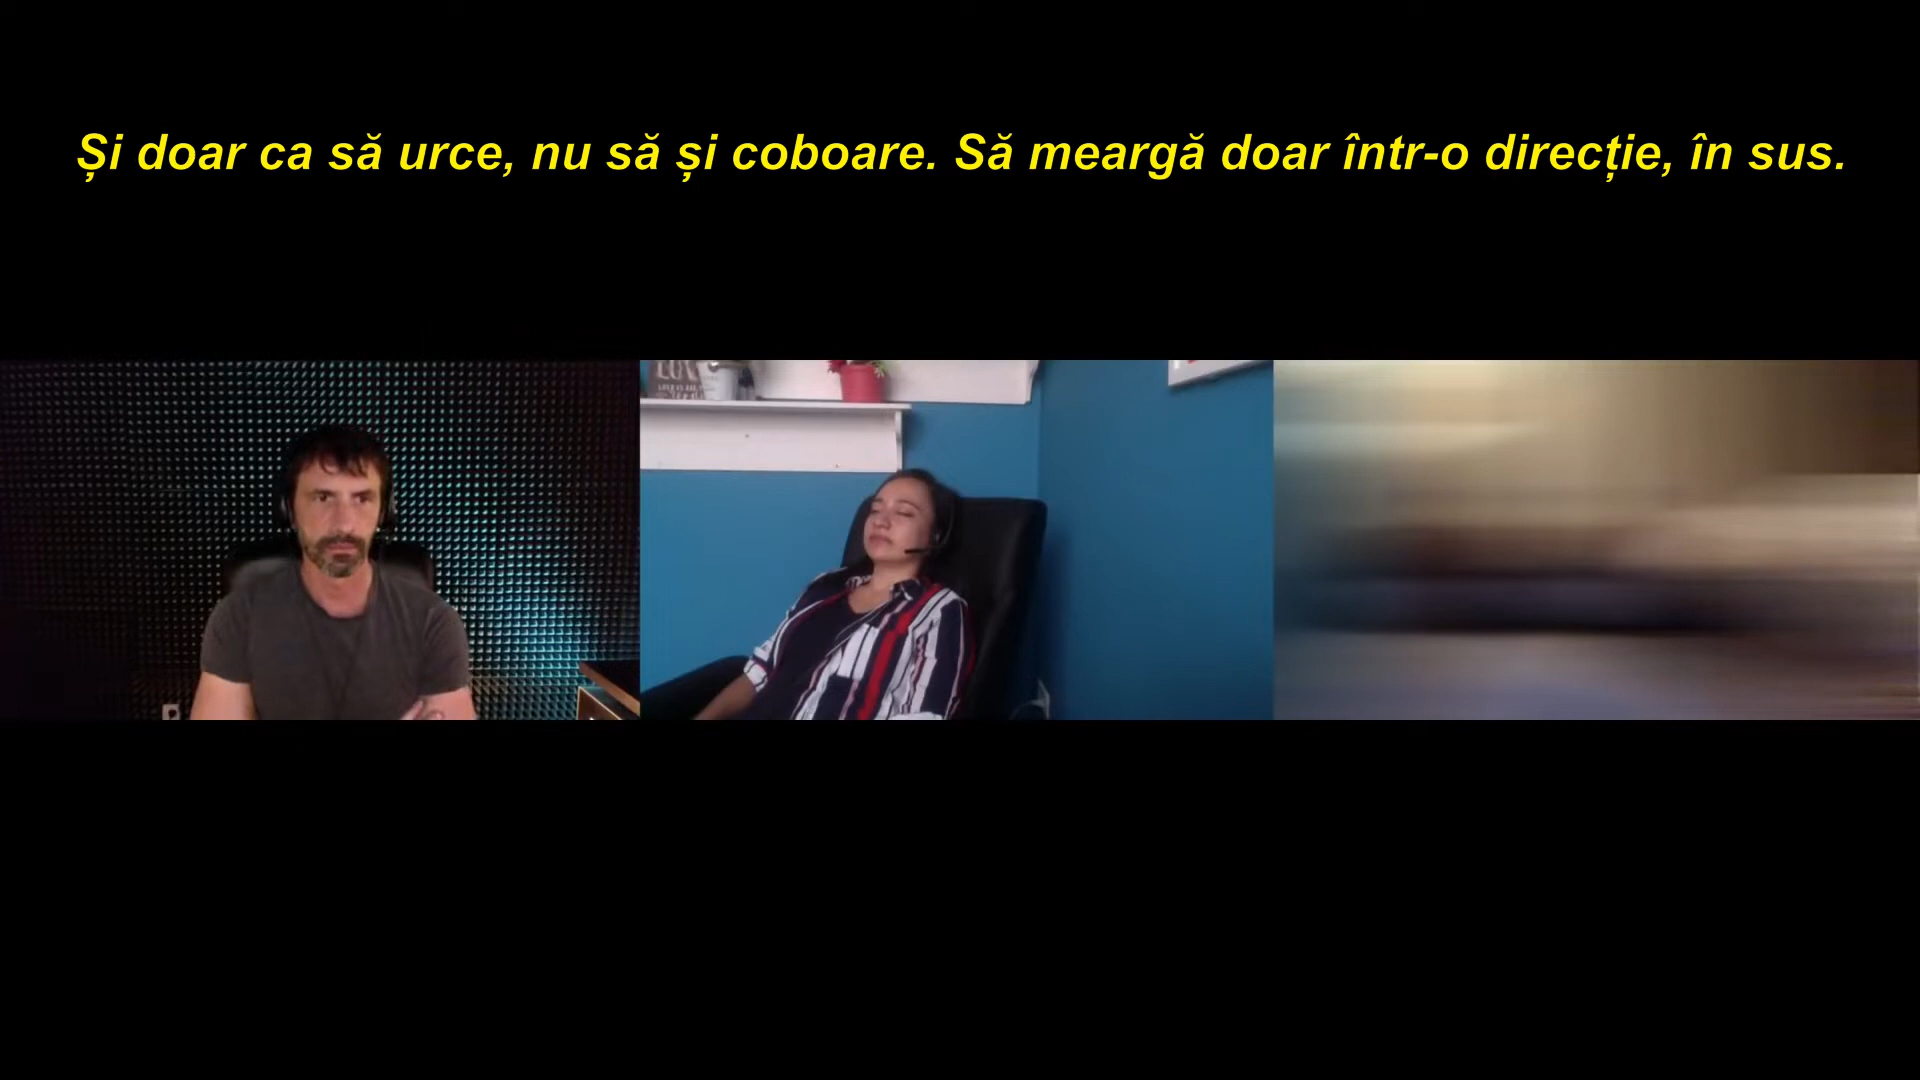 Și doar ca să urce, nu să și coboare. Să meargă doar într-o direcție, în sus.